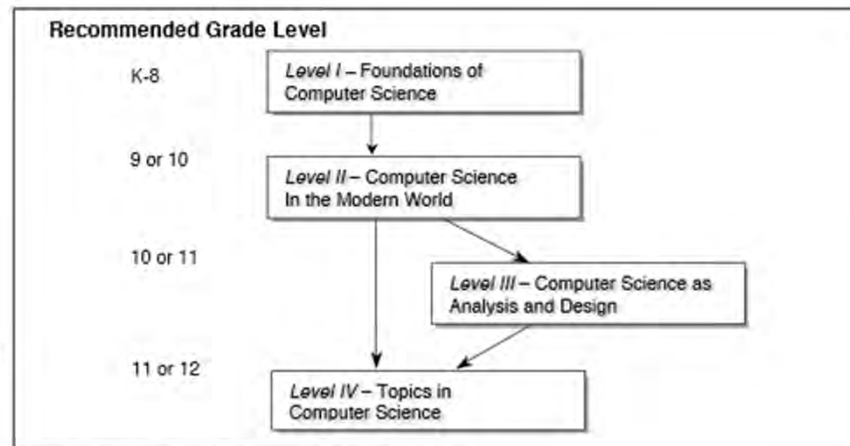 Recommended Grade Level
K-8
Level I – Foundations of
Computer Science
9 or 10
Level II – Computer Science
In the Modern World
10 or 11
Level III – Computer Science as
Analysis and Design
11 or 12
Level IV – Topics in
Computer Science